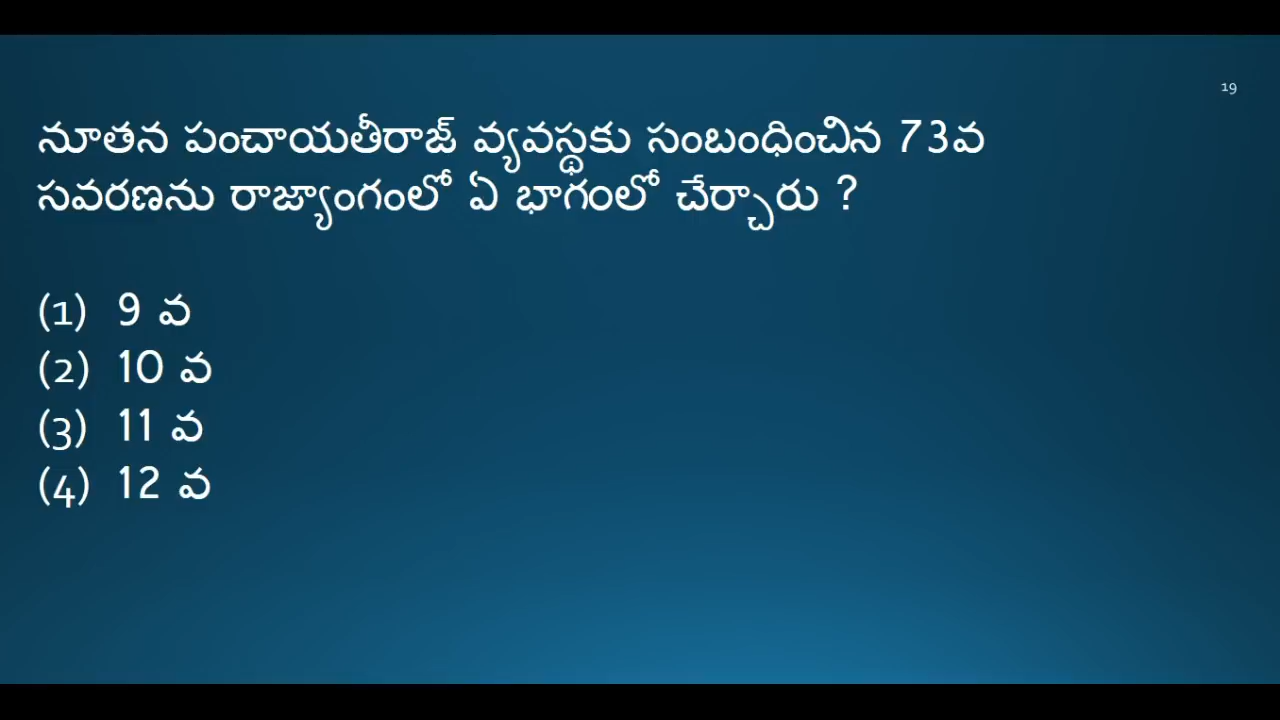 19
నూతన పంచాయతీరాజ్ వ్యవస్థకు సంబంధించిన 73వ
సవరణను రాజ్యాంగంలో ఏ భాగంలో చేర్చారు ?
(1) 9 వ
(2) 10 వ
(3) 11 వ
(4) 12 వ